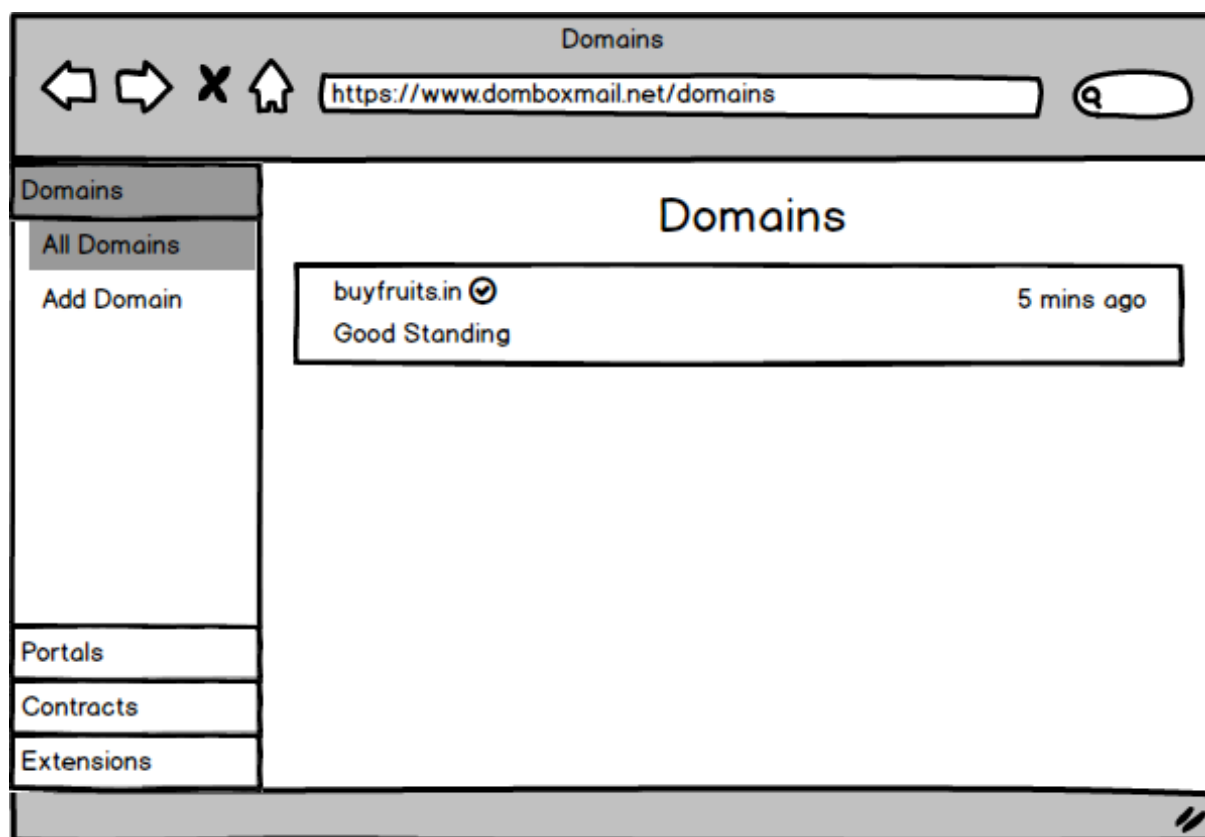 Domains
https://www.domboxmail.net/domains
Domains
All Domains
Add Domain
Portals
Contracts
Extensions
Domains
buyfruits.in
5 mins ago
Good Standing